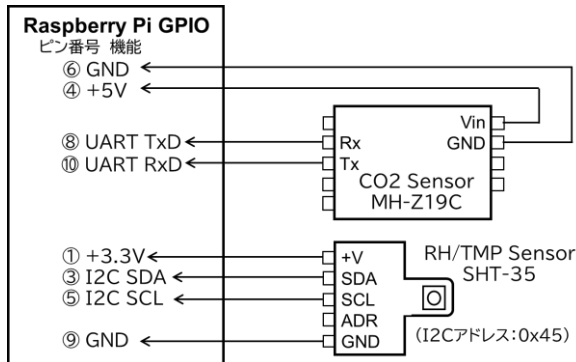 Raspberry Pi GPIO
ピン番号 機能
⑥ GND
④ +5V
⑧ UART TxD
⑩ UART RxD
Vin
Rx GND
Tx
CO2 Sensor
MH-Z19C
① +3.3V
③ I2C SDA
⑤ I2C SCL
⑨ GND
+V
SDA
SCL
ADR
GND
RH/TMP Sensor
SHT-35
(I2Cアドレス:0x45)